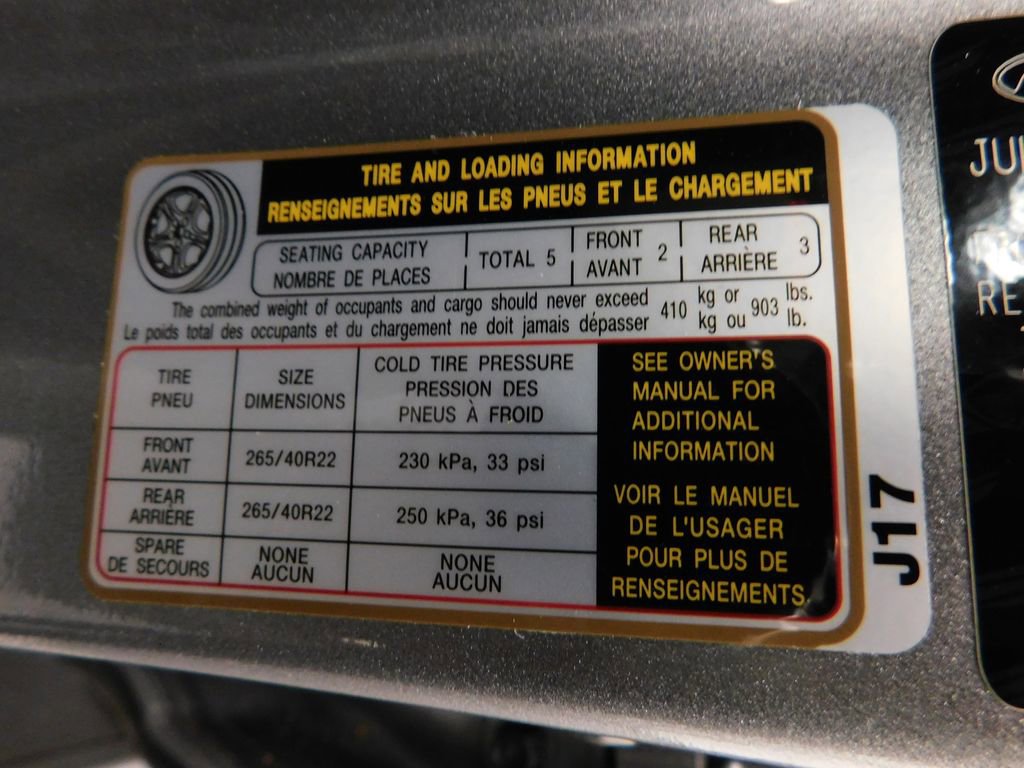 TIRE AND LOADING INFORMATION
RENSEIGNEMENTS SUR LES PNEUS ET LE CHARGEMENT
SEATING CAPACITY
NOMBRE DE PLACES
TOTAL 5
FRONT
AVANT
2
REAR
ARRIÈRE
3
The combined weight of occupants and cargo should never exceed 410 kg or 903 lbs.
Le poids total des occupants et du chargement ne doit jamais dépasser kg ou lb.
TIRE
PNEU
SIZE
DIMENSIONS
COLD TIRE PRESSURE
PRESSION DES
PNEUS À FROID
FRONT
AVANT
265/40R22
230 kPa, 33 psi
REAR
ARRIÈRE
265/40R22
250 kPa, 36 psi
SPARE
DE SECOURS
NONE
AUCUN
NONE
AUCUN
SEE OWNER'S
MANUAL FOR
ADDITIONAL
INFORMATION
VOIR LE MANUEL
DE L'USAGER
POUR PLUS DE
RENSEIGNEMENTS.
J17